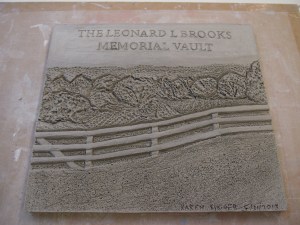 THE LEONARD L BROOKS
MEMORIAL VAULT